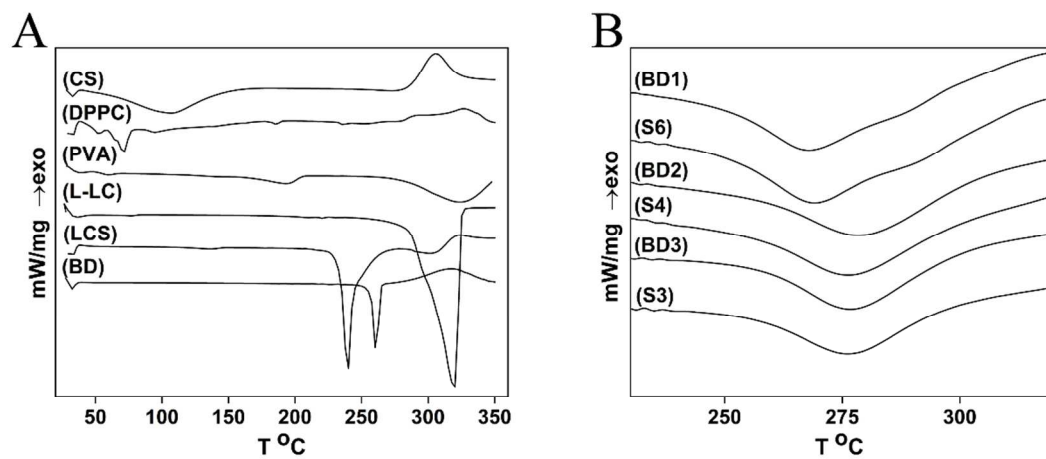 A
(CS)
(DPPC)
(PVA)
(L-LC)
(LCS)
(BD)
mW/mg →exo
50 100 150 200 250 300 350
T °C
B
(BD1)
(S6)
(BD2)
(S4)
(BD3)
(S3)
mW/mg →exo
250 275 300
T °C